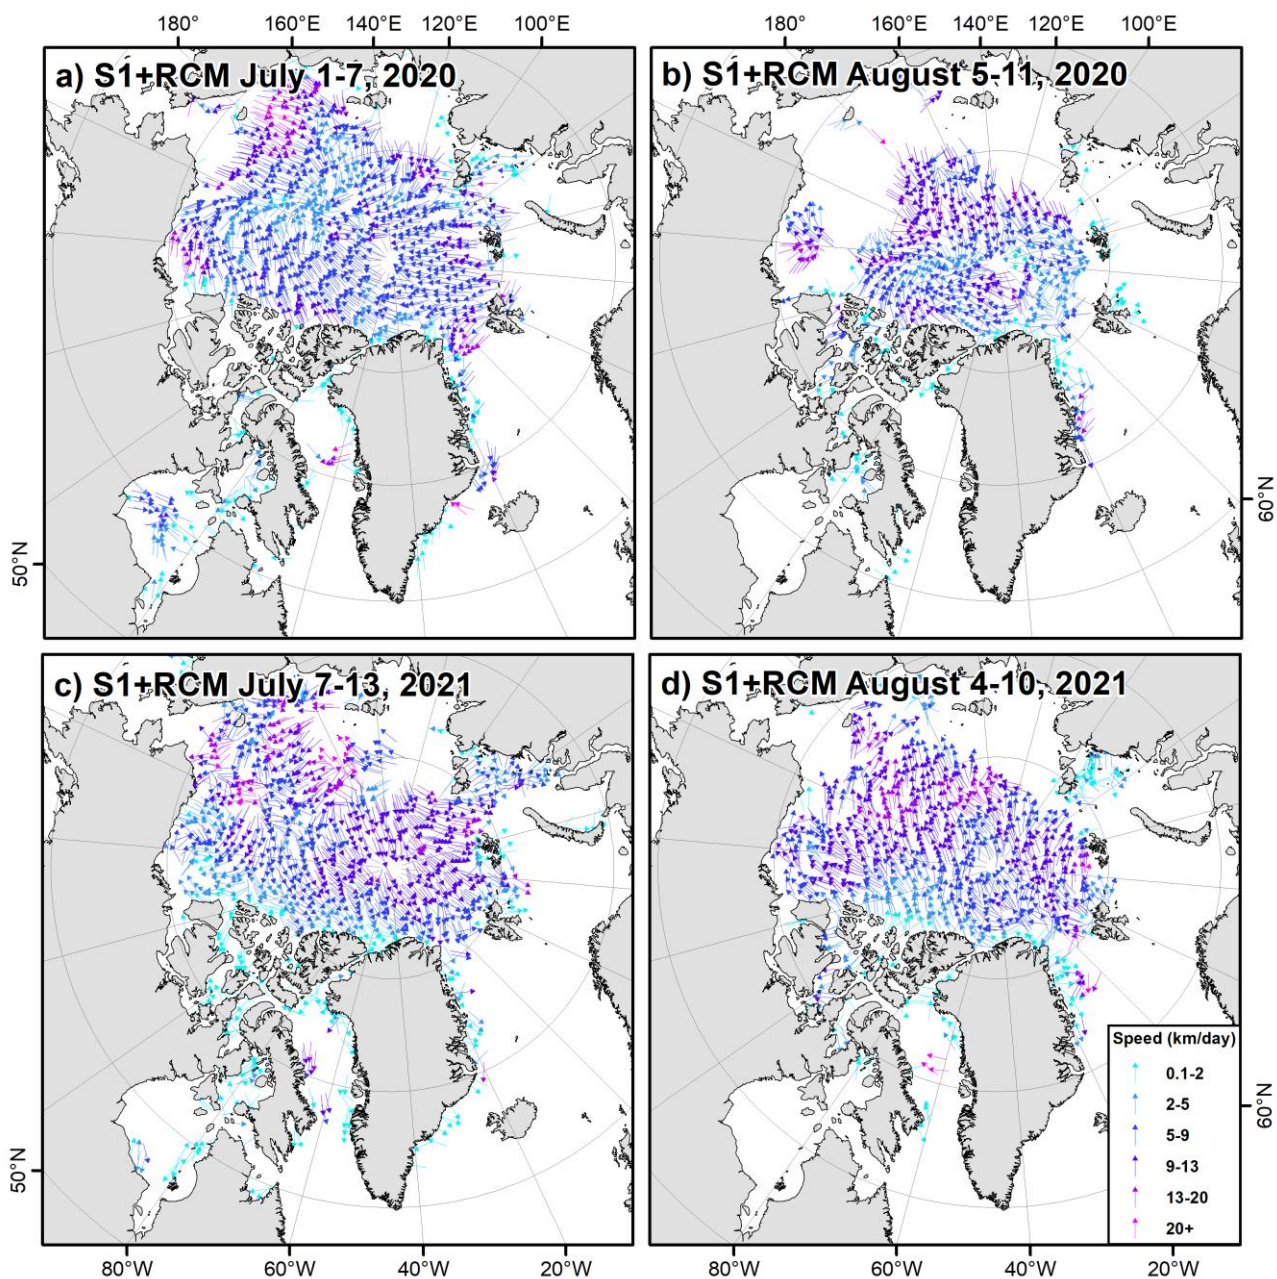 180° 160°E 140°E 120°E 100°E 180° 160°E 140°E 120°E 100°E
a) S1+RCM July 1-7, 2020
b) S1+RCM August 5-11, 2020
50°N
60°N
c) S1+RCM July 7-13, 2021
d) S1+RCM August 4-10, 2021
Speed (km/day)
0.1-2
2-5
5-9
9-13
13-20
20+
50°N
60°N
80°W 60°W 40°W 20°W 80°W 60°W 40°W 20°W